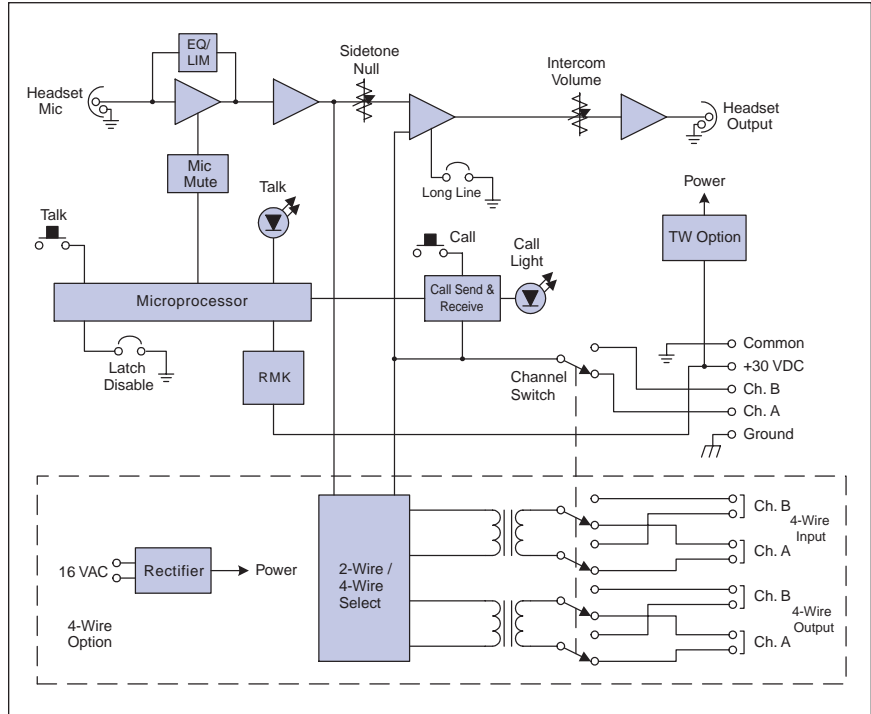 EQ/
LIM
Sidetone
Null
Intercom
Volume
Headset
Mic
Headset
Output
Mic
Mute
Talk
Long Line
Power
TW Option
Talk
Call
Call
Light
Microprocessor
Call Send &
Receive
Latch
Disable
RMK
Channel
Switch
Common
+30 VDC
Ch. B
Ch. A
Ground
16 VAC
Rectifier
Power
4-Wire
Option
2-Wire /
4-Wire
Select
Ch. B
4-Wire
Input
Ch. A
Ch. B
4-Wire
Output
Ch. A